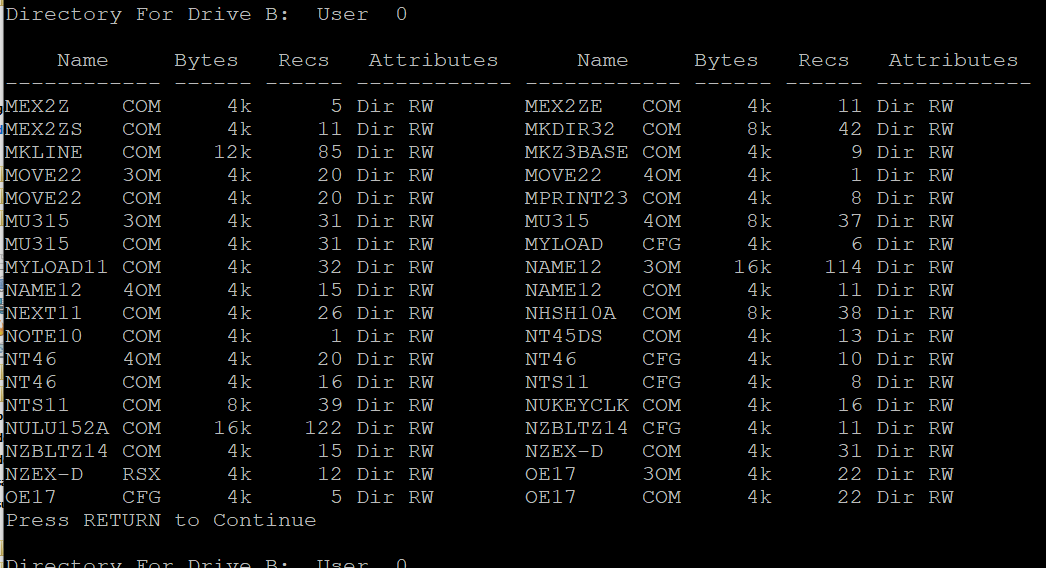 Directory For Drive B:  User  0
    Name     Bytes   Recs   Attributes      Name     Bytes   Recs   Attributes
------------ ------ ------ ------------ ------------ ------ ------ ------------
MEX2Z    COM     4k      5 Dir RW       MEX2ZE   COM     4k     11 Dir RW
MEX2ZS   COM     4k     11 Dir RW       MKDIR32  COM     8k     42 Dir RW
MKLINE   COM    12k     85 Dir RW       MKZ3BASE COM     4k      9 Dir RW
MOVE22   3OM     4k     20 Dir RW       MOVE22   4OM     4k      1 Dir RW
MOVE22   COM     4k     20 Dir RW       MPRINT23 COM     4k      8 Dir RW
MU315    3OM     4k     31 Dir RW       MU315    4OM     8k     37 Dir RW
MU315    COM     4k     31 Dir RW       MYLOAD   CFG     4k      6 Dir RW
MYLOAD11 COM     4k     32 Dir RW       NAME12   3OM    16k    114 Dir RW
NAME12   4OM     4k     15 Dir RW       NAME12   COM     4k     11 Dir RW
NEXT11   COM     4k     26 Dir RW       NHSH10A  COM     8k     38 Dir RW
NOTE10   COM     4k      1 Dir RW       NT45DS   COM     4k     13 Dir RW
NT46     4OM     4k     20 Dir RW       NT46     CFG     4k     10 Dir RW
NT46     COM     4k     16 Dir RW       NTS11    CFG     4k      8 Dir RW
NTS11    COM     8k     39 Dir RW       NUKEYCLK COM     4k     16 Dir RW
NULU152A COM    16k    122 Dir RW       NZBLTZ14 CFG     4k     11 Dir RW
NZBLTZ14 COM     4k     15 Dir RW       NZEX-D   COM     4k     31 Dir RW
NZEX-D   RSX     4k     12 Dir RW       OE17     3OM     4k     22 Dir RW
OE17     CFG     4k      5 Dir RW       OE17     COM     4k     22 Dir RW
Press RETURN to Continue
Directory For Drive B:  User  0